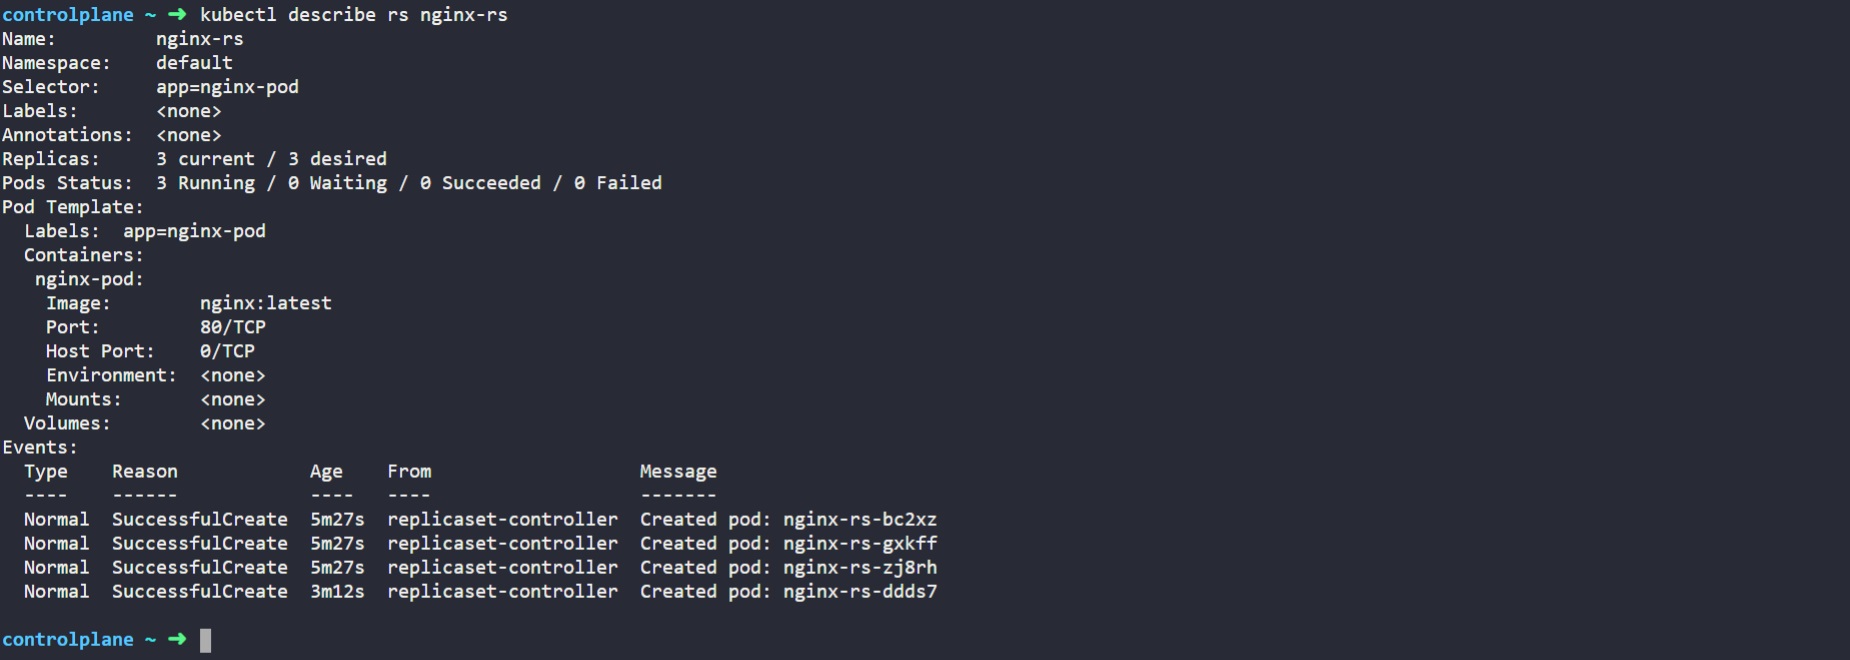 controlplane ~ ➜ kubectl describe rs nginx-rs
Name:         nginx-rs
Namespace:    default
Selector:     app=nginx-pod
Labels:       <none>
Annotations:  <none>
Replicas:     3 current / 3 desired
Pods Status:  3 Running / 0 Waiting / 0 Succeeded / 0 Failed
Pod Template:
  Labels:  app=nginx-pod
  Containers:
   nginx-pod:
    Image:        nginx:latest
    Port:         80/TCP
    Host Port:    0/TCP
    Environment:  <none>
    Mounts:       <none>
  Volumes:        <none>
Events:
  Type    Reason            Age    From                   Message
  ----    ------            ----   ----                   -------
  Normal  SuccessfulCreate  5m27s  replicaset-controller  Created pod: nginx-rs-bc2xz
  Normal  SuccessfulCreate  5m27s  replicaset-controller  Created pod: nginx-rs-gxkff
  Normal  SuccessfulCreate  5m27s  replicaset-controller  Created pod: nginx-rs-zj8rh
  Normal  SuccessfulCreate  3m12s  replicaset-controller  Created pod: nginx-rs-ddds7
controlplane ~ ➜